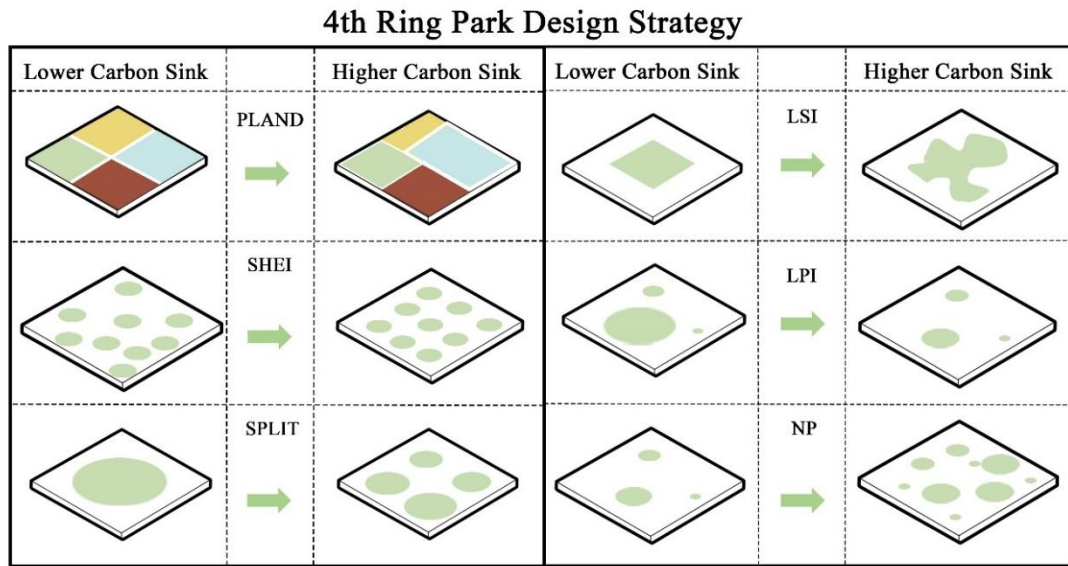 4th Ring Park Design Strategy
Lower Carbon Sink
Higher Carbon Sink
Lower Carbon Sink
Higher Carbon Sink
PLAND
LSI
SHEI
LPI
SPLIT
NP